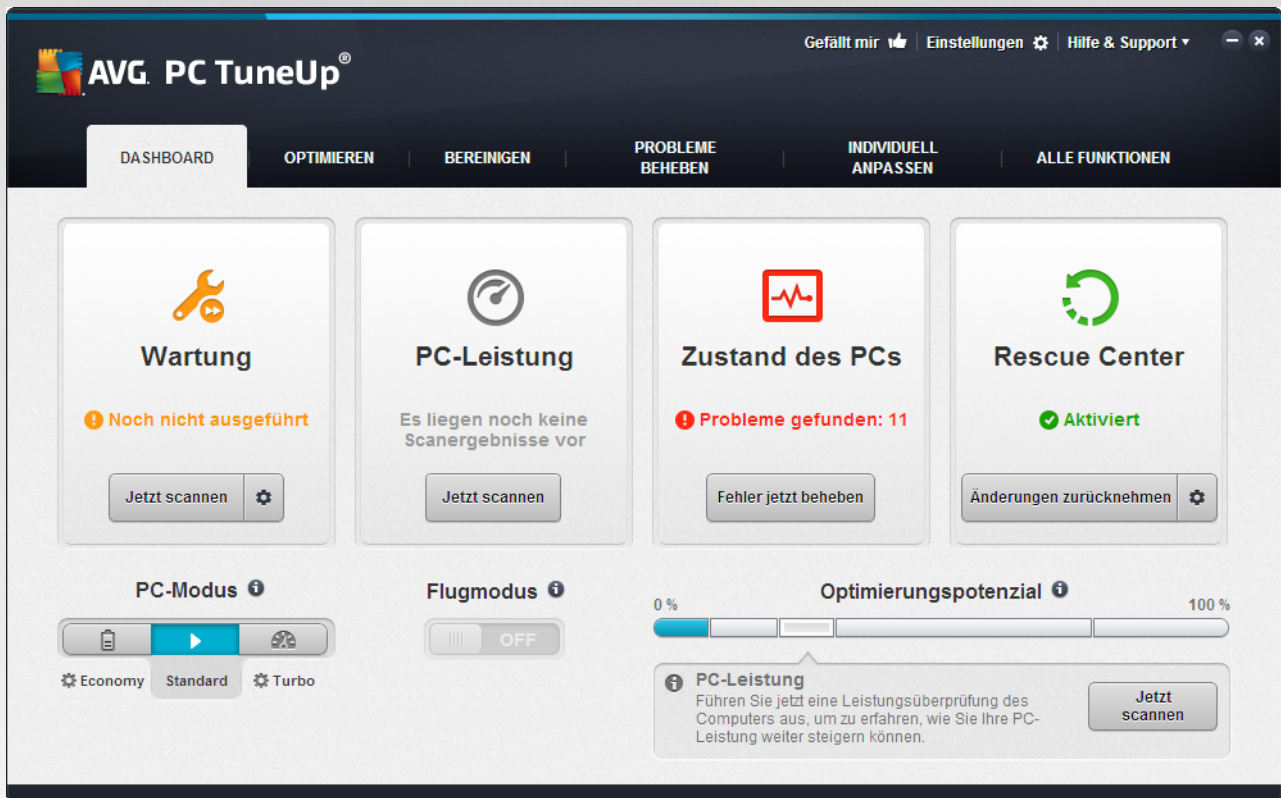 Gefällt mir
Einstellungen
Hilfe & Support
AVG. PC TuneUp®
DASHBOARD
OPTIMIEREN
BEREINIGEN
PROBLEME
BEHEBEN
INDIVIDUELL
ANPASSEN
ALLE FUNKTIONEN
Wartung
Noch nicht ausgeführt
Jetzt scannen
PC-Leistung
Es liegen noch keine
Scanergebnisse vor
Jetzt scannen
Zustand des PCs
Probleme gefunden: 11
Fehler jetzt beheben
Rescue Center
Aktiviert
Änderungen zurücknehmen
PC-Modus
Economy
Standard
Turbo
Flugmodus
OFF
Optimierungspotenzial
0 %
100 %
PC-Leistung
Führen Sie jetzt eine Leistungsüberprüfung des
Computers aus, um zu erfahren, wie Sie Ihre PC-
Leistung weiter steigern können.
Jetzt
scannen